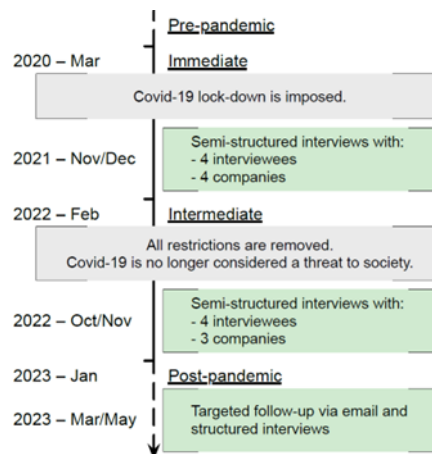 Pre-pandemic
2020 – Mar
Immediate
Covid-19 lock-down is imposed.
2021 – Nov/Dec
Semi-structured interviews with:
- 4 interviewees
- 4 companies
2022 – Feb
Intermediate
All restrictions are removed.
Covid-19 is no longer considered a threat to society.
2022 – Oct/Nov
Semi-structured interviews with:
- 4 interviewees
- 3 companies
2023 – Jan
Post-pandemic
2023 – Mar/May
Targeted follow-up via email and
structured interviews